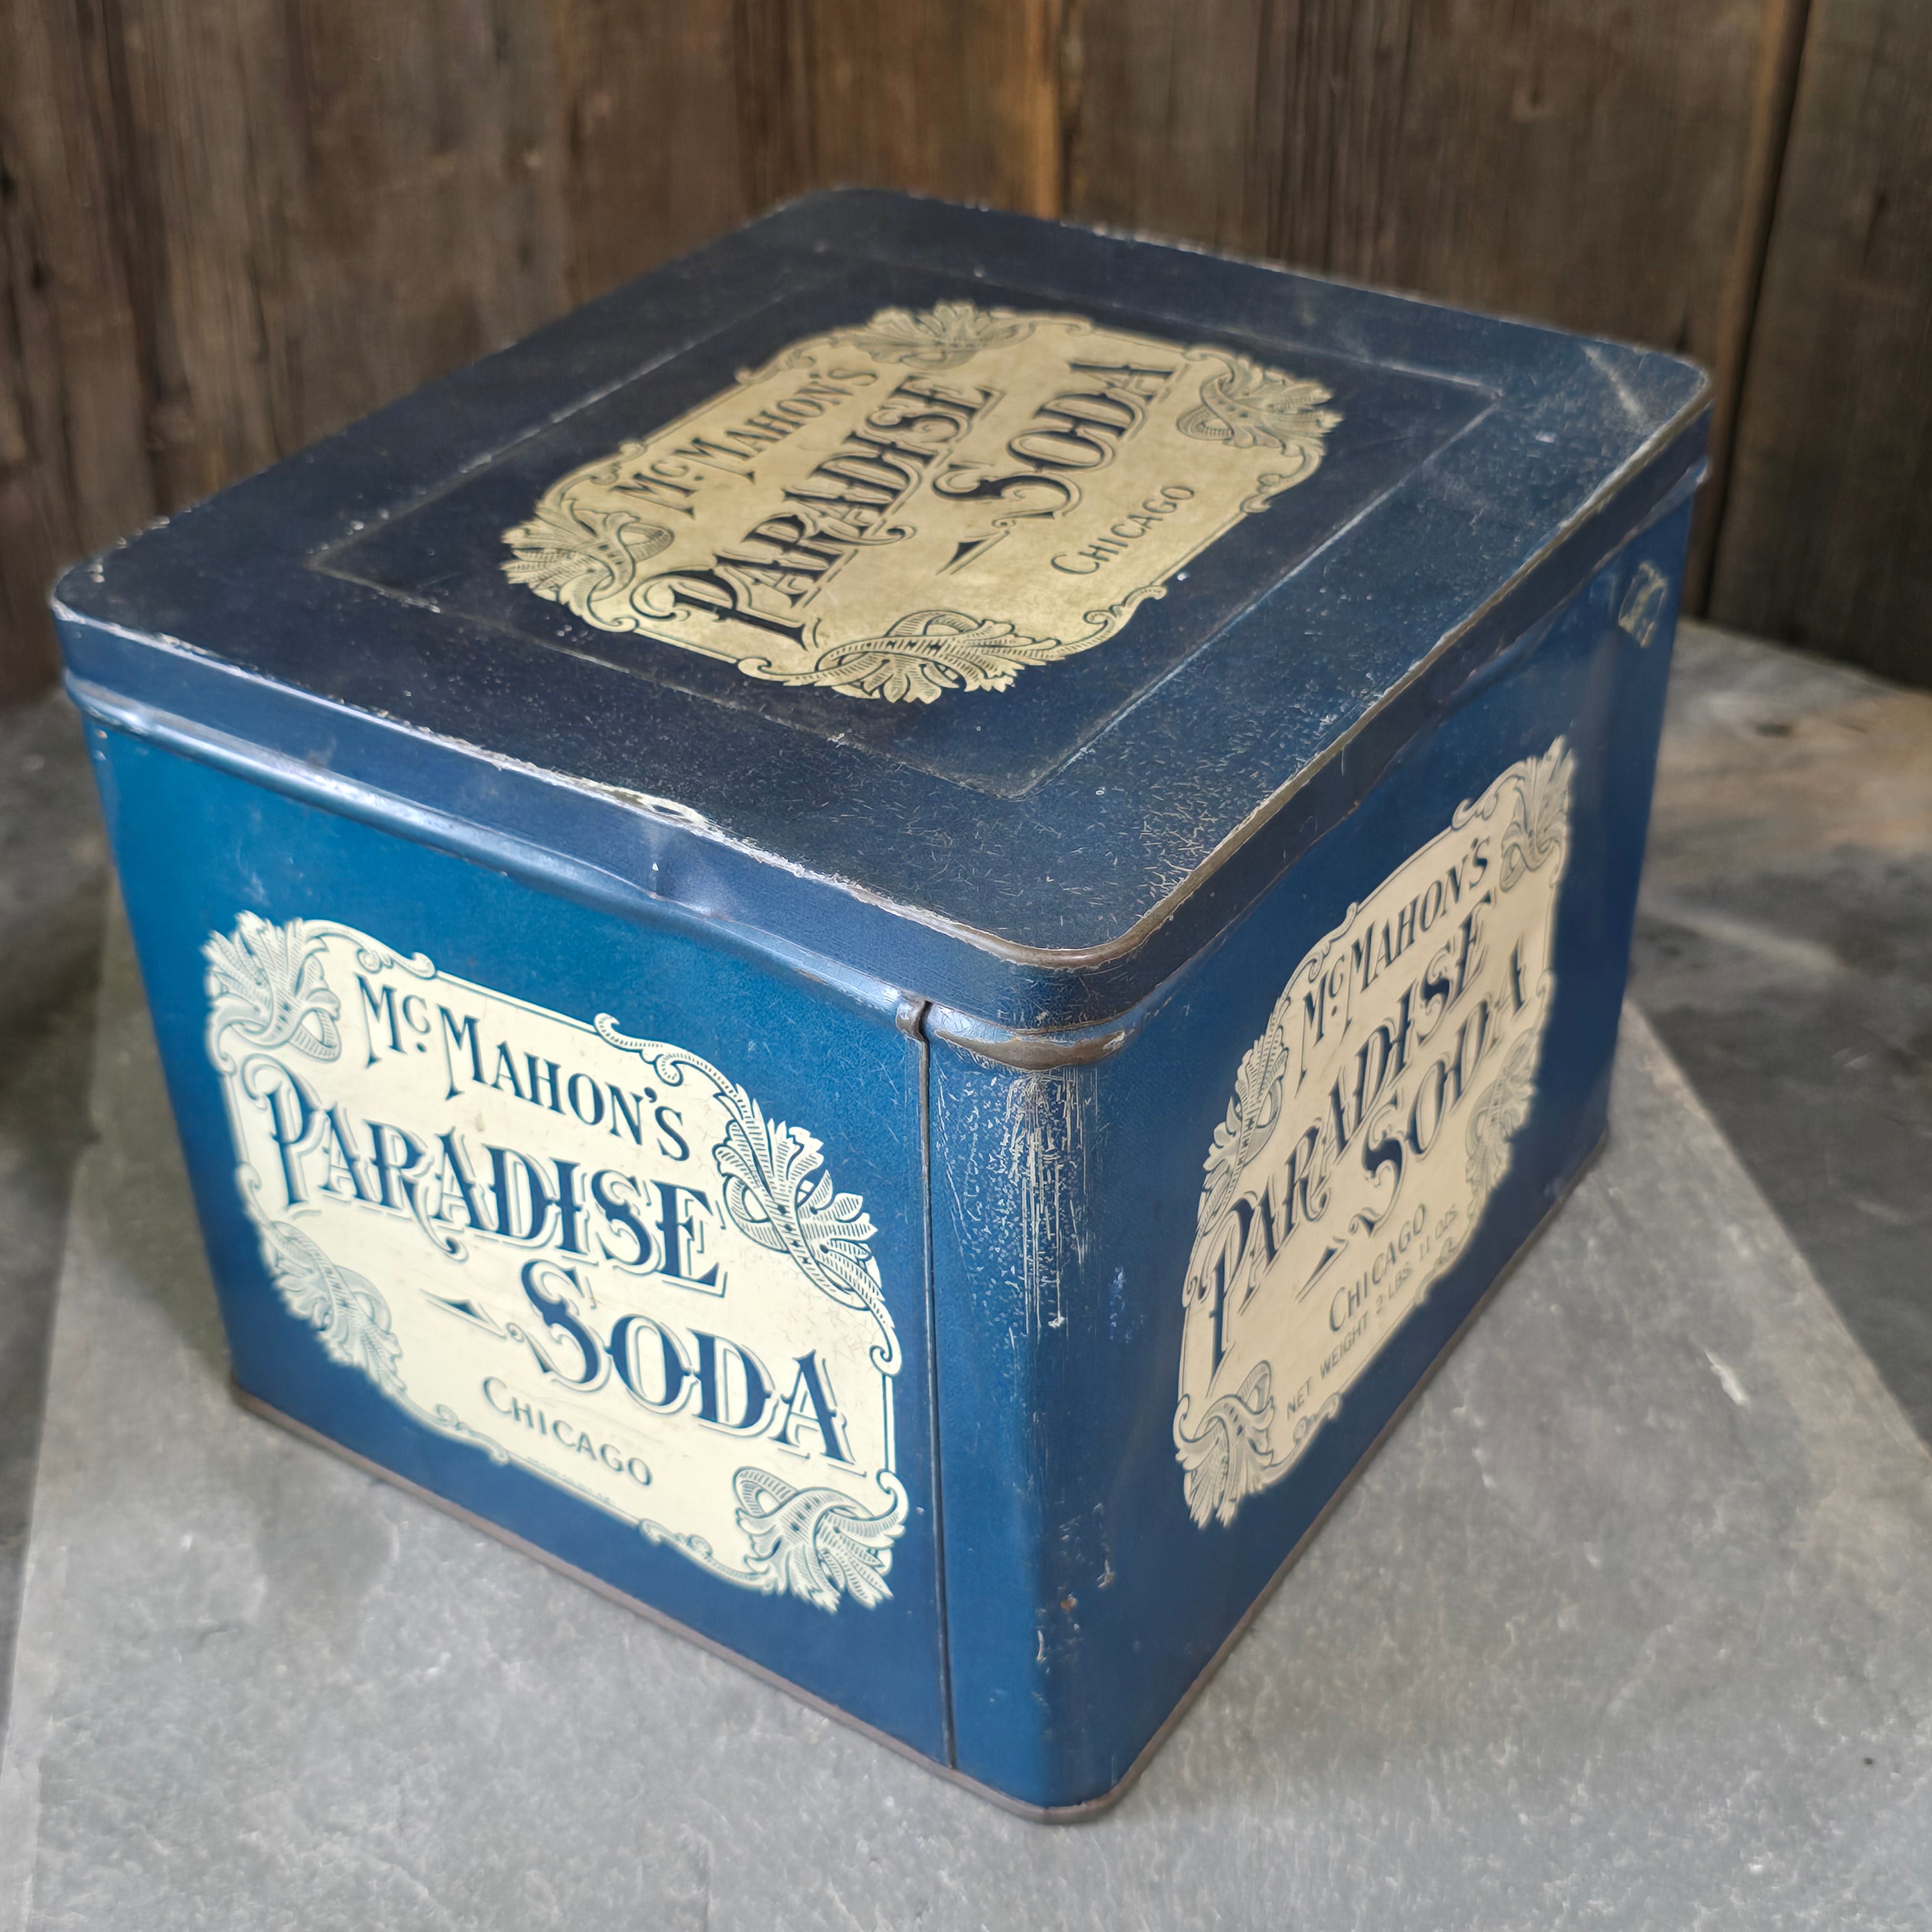 McMAHON'S
PARADISE
SODA
CHICAGO
McMAHON'S
PARADISE
SODA
CHICAGO
McMAHON'S
PARADISE
SODA
CHICAGO
NET WEIGHT 2 LBS. 11 OZS.